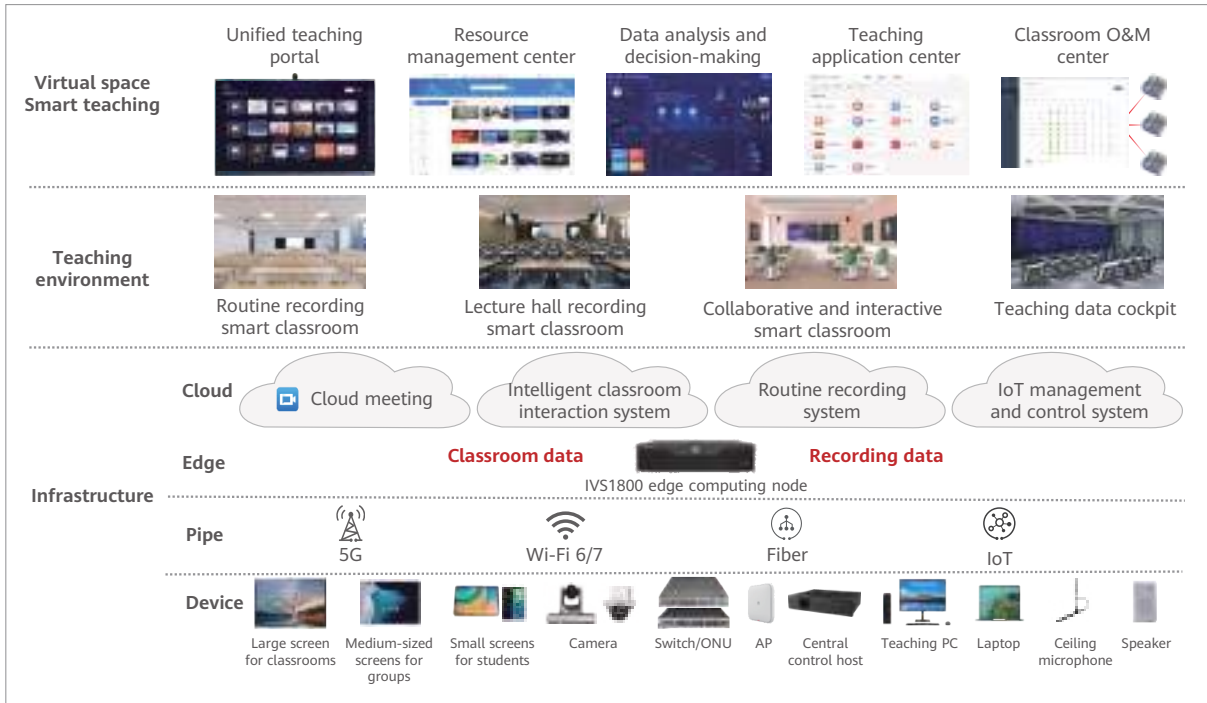 Unified teaching
portal
Resource
management center
Data analysis and
decision-making
Teaching
application center
Classroom O&M
center
Virtual space
Smart teaching
Teaching
environment
Routine recording
smart classroom
Lecture hall recording
smart classroom
Collaborative and interactive
smart classroom
Teaching data cockpit
Infrastructure
Cloud
Cloud meeting
Intelligent classroom
interaction system
Routine recording
system
IoT management
and control system
Edge
Classroom data
Recording data
IVS1800 edge computing node
Pipe
5G
Wi-Fi 6/7
Fiber
IoT
Device
Large screen
for classrooms
Medium-sized
screens for
groups
Small screens
for students
Camera
Switch/ONU
AP
Central
control host
Teaching PC
Laptop
Ceiling
microphone
Speaker